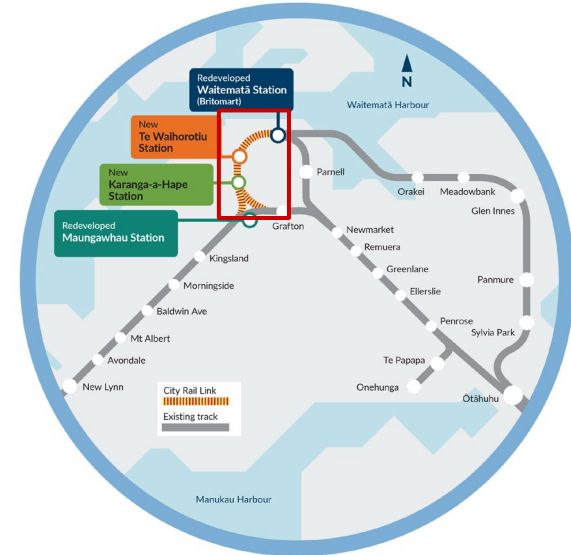 Redeveloped
Waitematā Station
(Britomart)
N
Waitematā Harbour
New
Te Waihorotiu
Station
New
Karanga-a-Hape
Station
Redeveloped
Maungawhau Station
Parnell
Orakei
Meadowbank
Glen Innes
Grafton
Newmarket
Remuera
Greenlane
Ellerslie
Penrose
Panmure
Sylvia Park
Te Papapa
Onehunga
Ōtāhuhu
Kingsland
Morningside
Baldwin Ave
Mt Albert
Avondale
New Lynn
City Rail Link
Existing track
Manukau Harbour